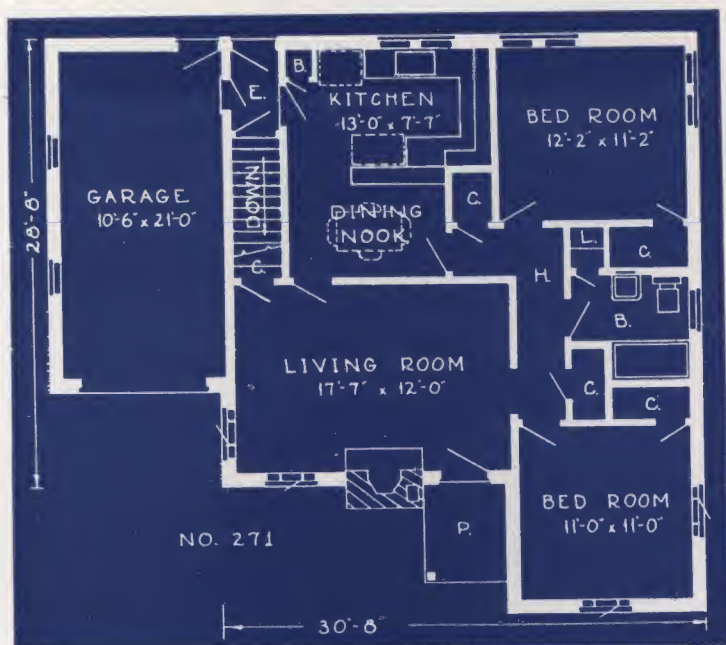 B.
E.
KITCHEN
13'-0" x 7'-7"
BED ROOM
12'-2" x 11'-2"
28'-8"
GARAGE
10'-6" x 21'-0"
DOWN
C.
DINING
NOOK
C.
L.
C.
H.
B.
LIVING ROOM
17'-7" x 12'-0"
C.
C.
BED ROOM
11'-0" x 11'-0"
P.
NO. 271
30'-8"